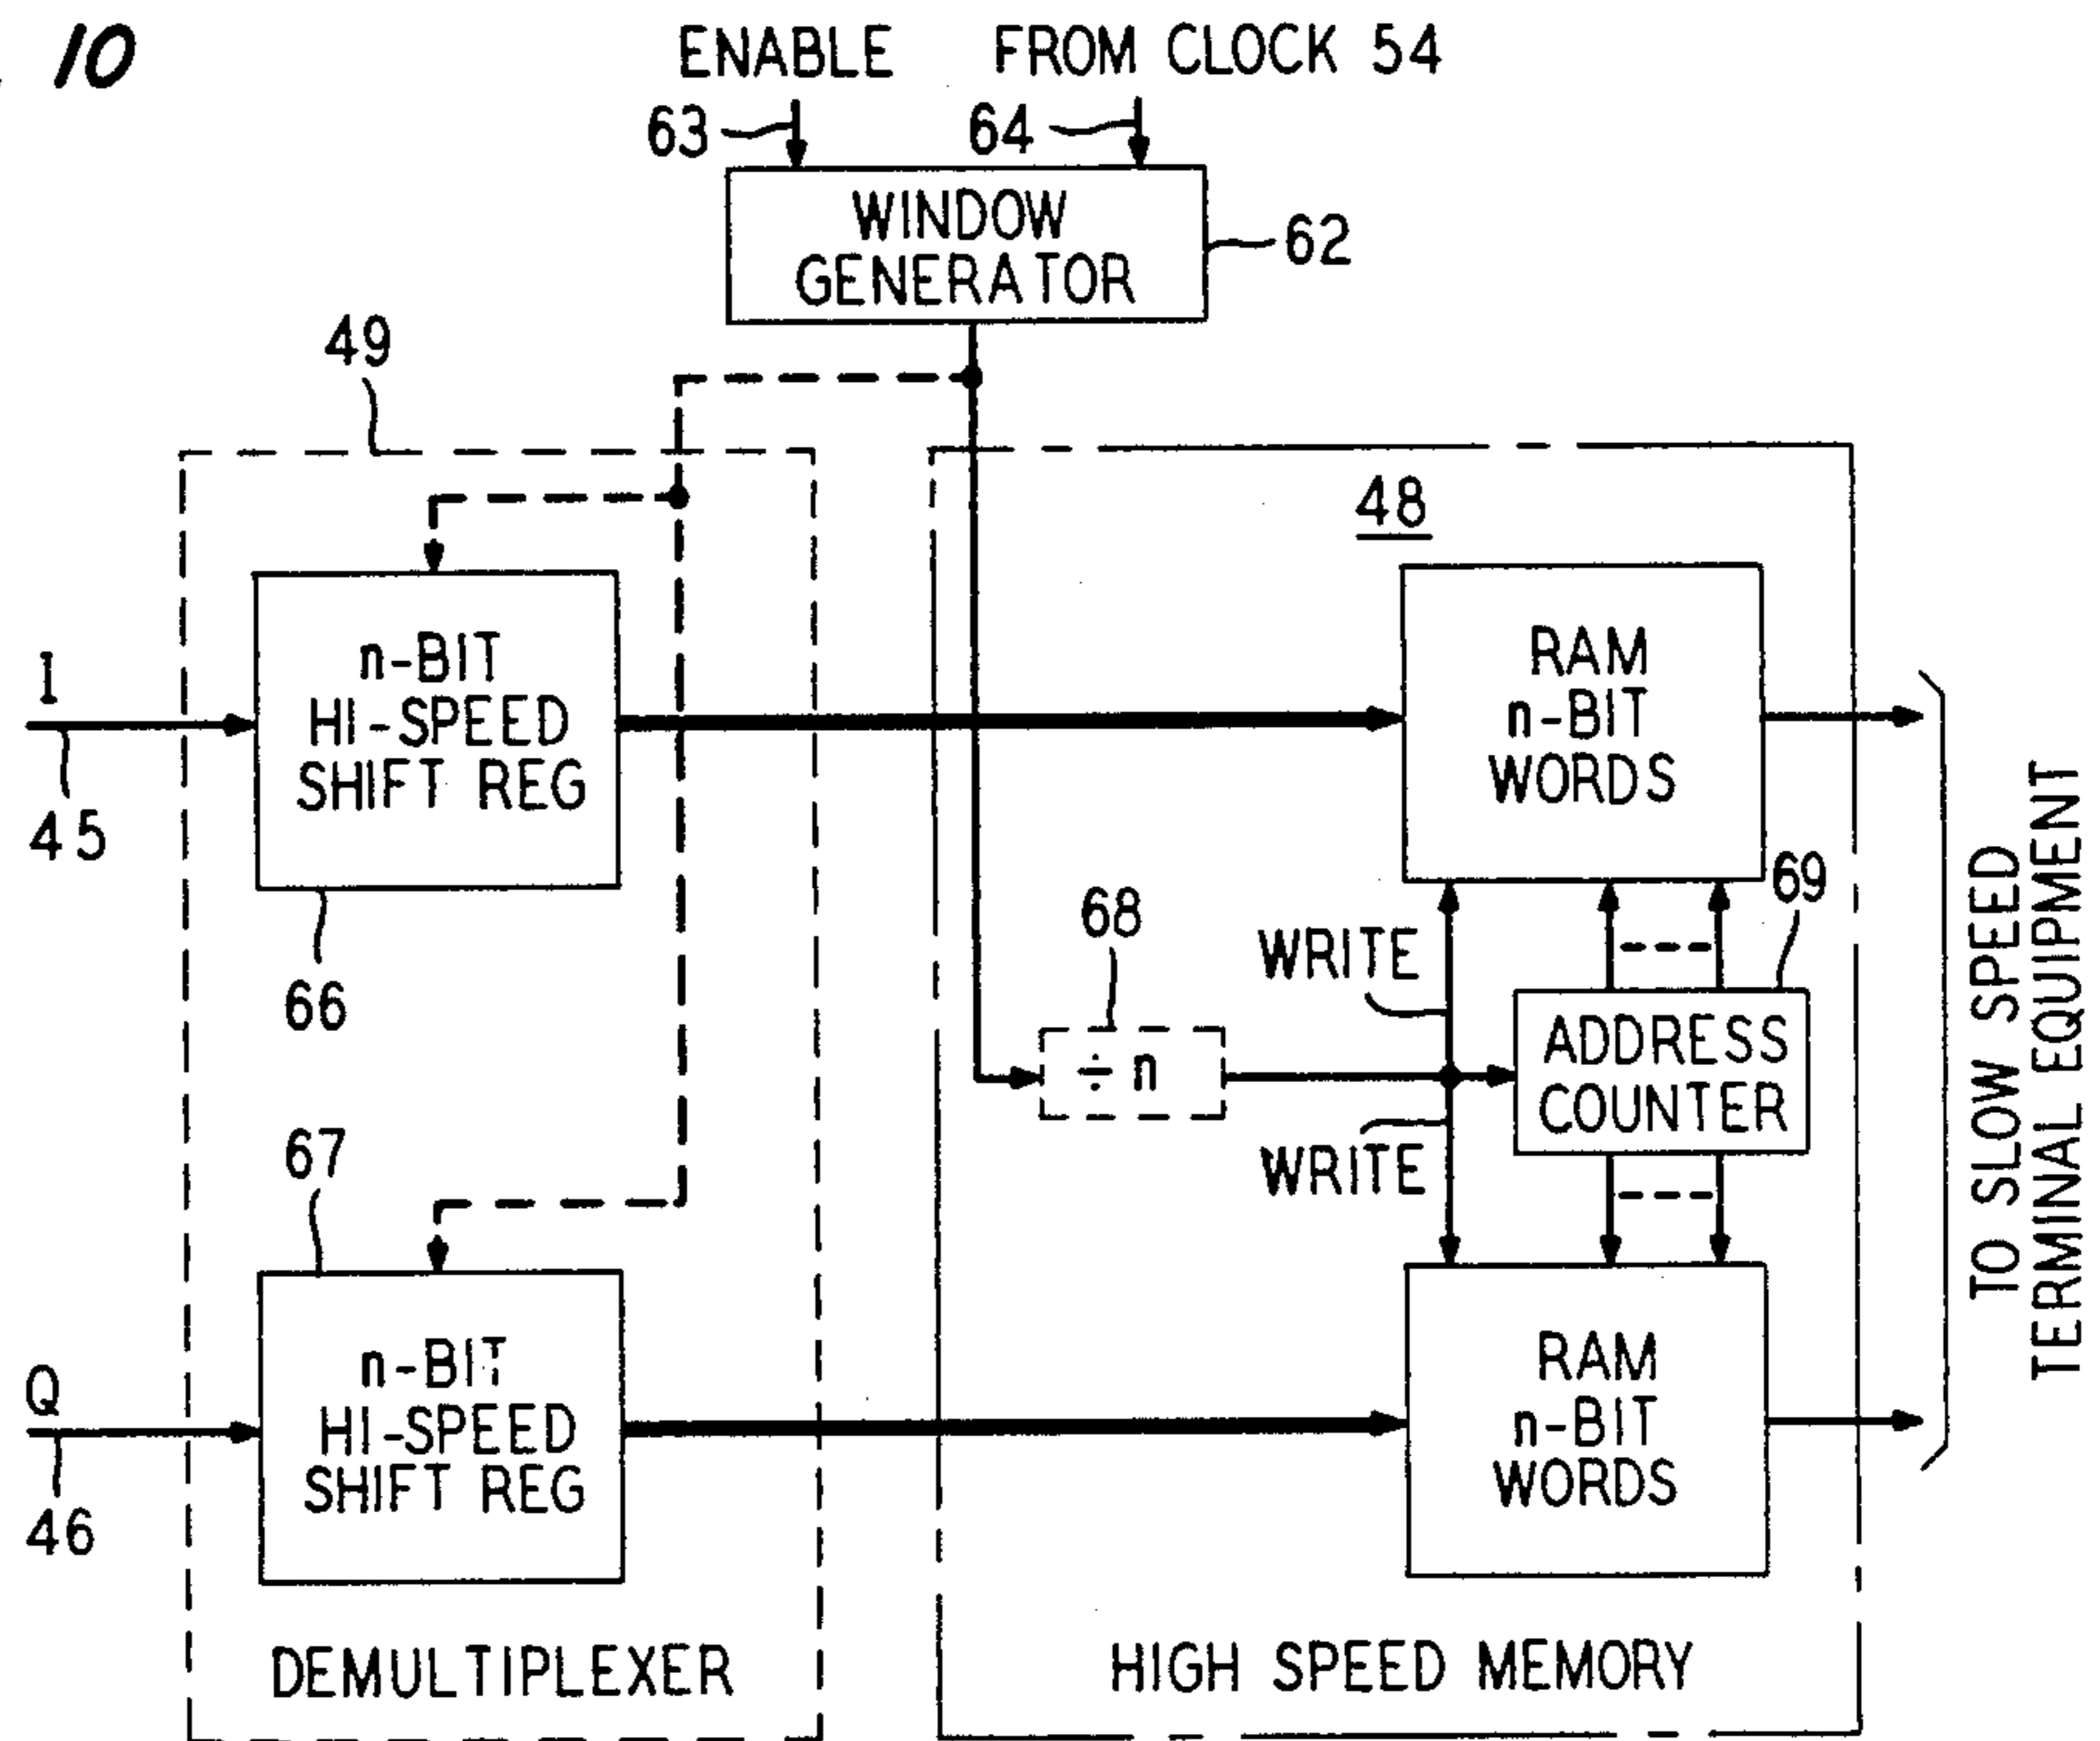 10
ENABLE FROM CLOCK 54
63 64
WINDOW
GENERATOR
62
49
48
I
45
n-BIT
HI-SPEED
SHIFT REG
66
RAM
n-BIT
WORDS
69
68
WRITE
÷ n
ADDRESS
COUNTER
WRITE
67
Q
46
n-BIT
HI-SPEED
SHIFT REG
RAM
n-BIT
WORDS
DEMULTIPLEXER
HIGH SPEED MEMORY
TO SLOW SPEED
TERMINAL EQUIPMENT